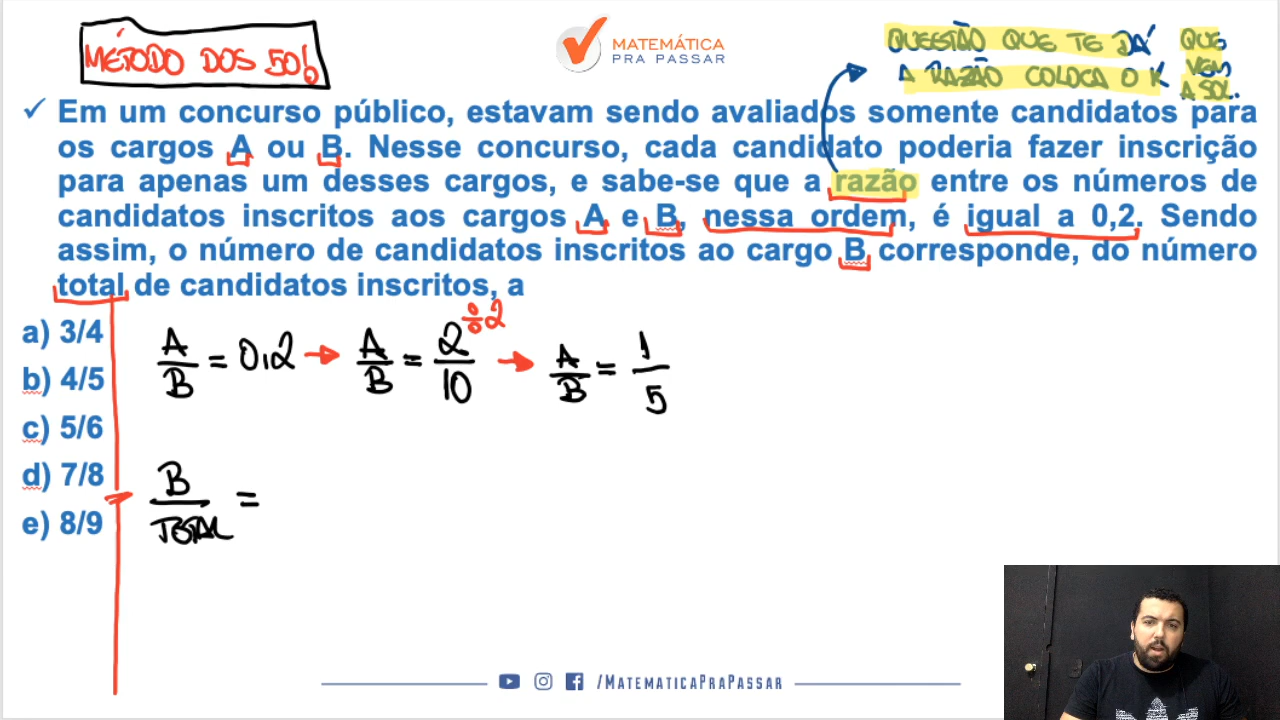 MÉTODO DOS 50!
MATEMÁTICA
PRA PASSAR
QUESTÃO QUE TE DÁ
A RAZÃO COLOCA O K
QUE
VEM
A SOL.
✓ Em um concurso público, estavam sendo avaliados somente candidatos para
os cargos A ou B. Nesse concurso, cada candidato poderia fazer inscrição
para apenas um desses cargos, e sabe-se que a razão entre os números de
candidatos inscritos aos cargos A e B, nessa ordem, é igual a 0,2. Sendo
assim, o número de candidatos inscritos ao cargo B corresponde, do número
total de candidatos inscritos, a
a) 3/4
b) 4/5
c) 5/6
d) 7/8
e) 8/9
A/B = 0,2 → A/B = 2/10 ÷2 → A/B = 1/5
B/TOTAL =
/MATEMATICAPRAPASSAR